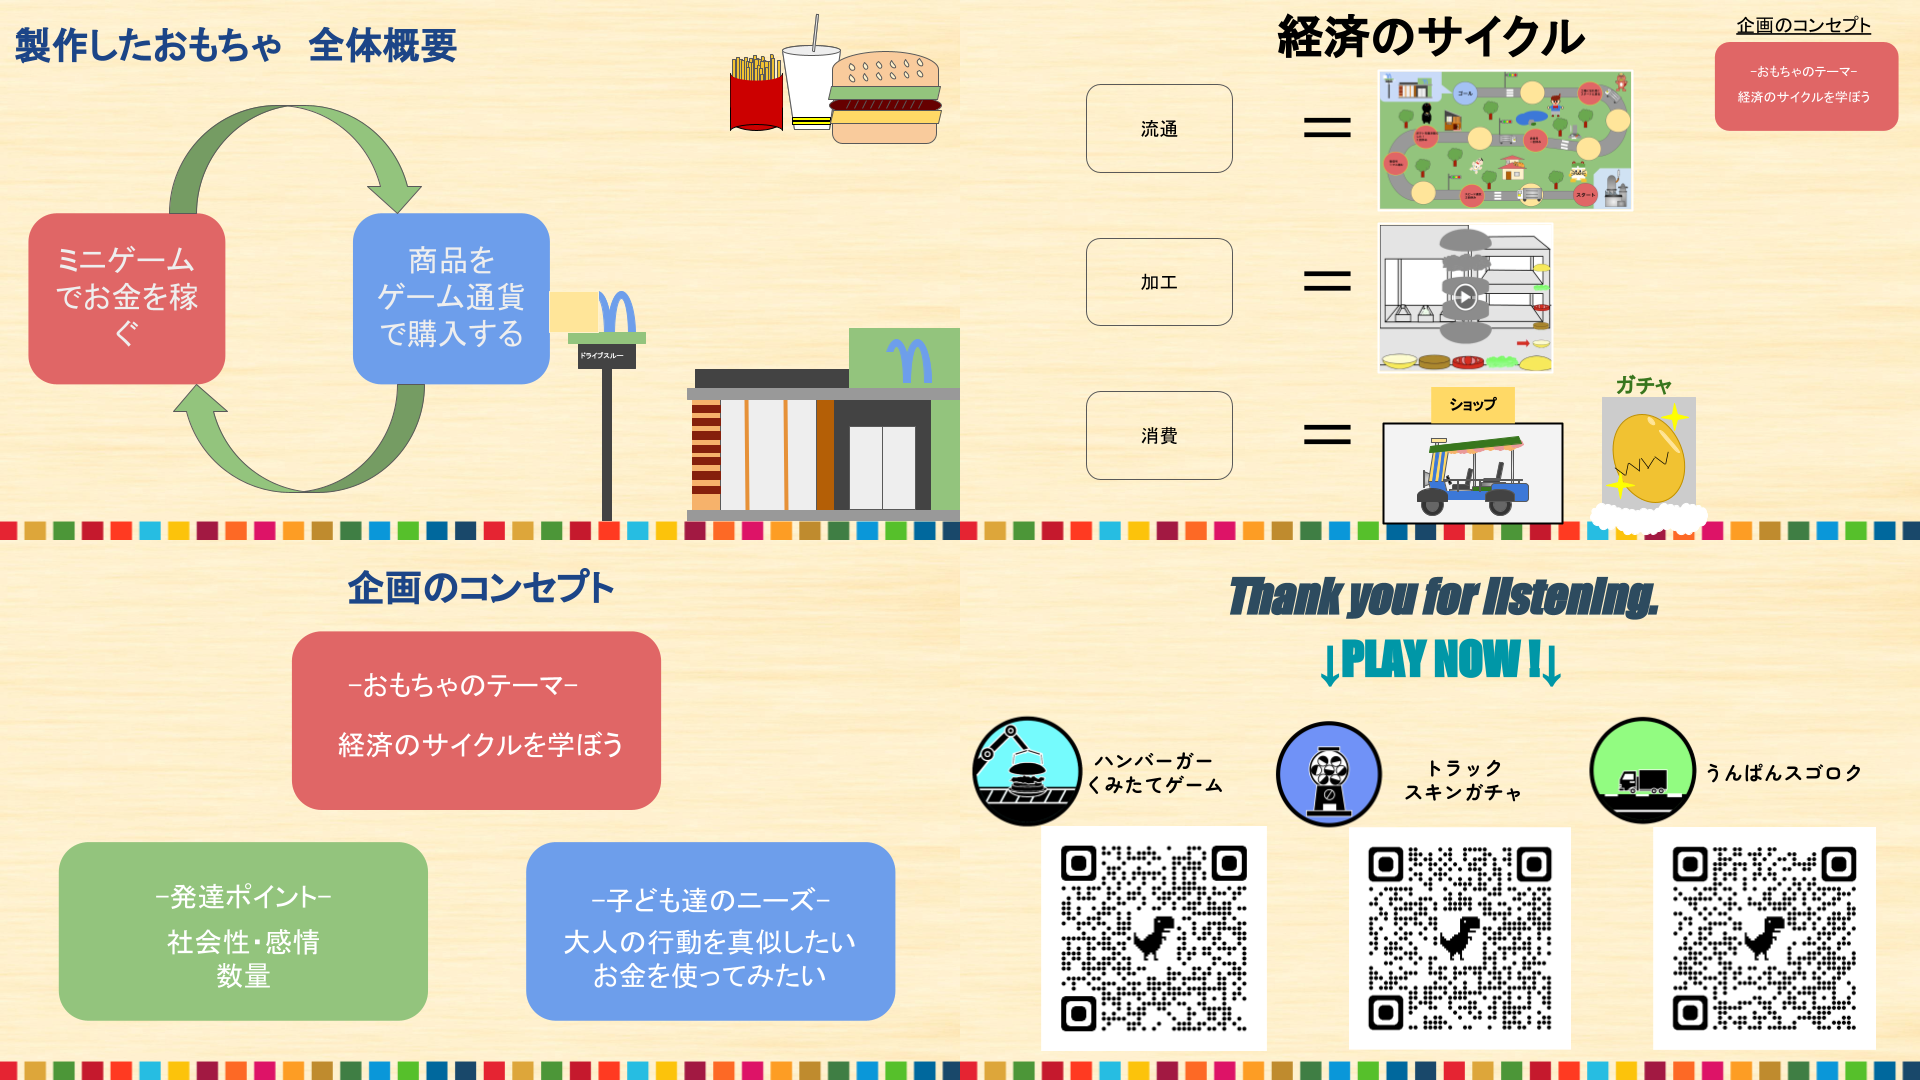 製作したおもちゃ　全体概要
ミニゲーム
でお金を稼
ぐ
商品を
ゲーム通貨
で購入する
ドライブスルー
経済のサイクル
企画のコンセプト
-おもちゃのテーマ-
経済のサイクルを学ぼう
流通
=
ゴール
スタート
加工
=
消費
=
ショップ
ガチャ
企画のコンセプト
-おもちゃのテーマ-
経済のサイクルを学ぼう
-発達ポイント-
社会性・感情
数量
-子ども達のニーズ-
大人の行動を真似したい
お金を使ってみたい
Thank you for listening.
↓PLAY NOW !↓
ハンバーガー
くみたてゲーム
トラック
スキンガチャ
うんぱんスゴロク